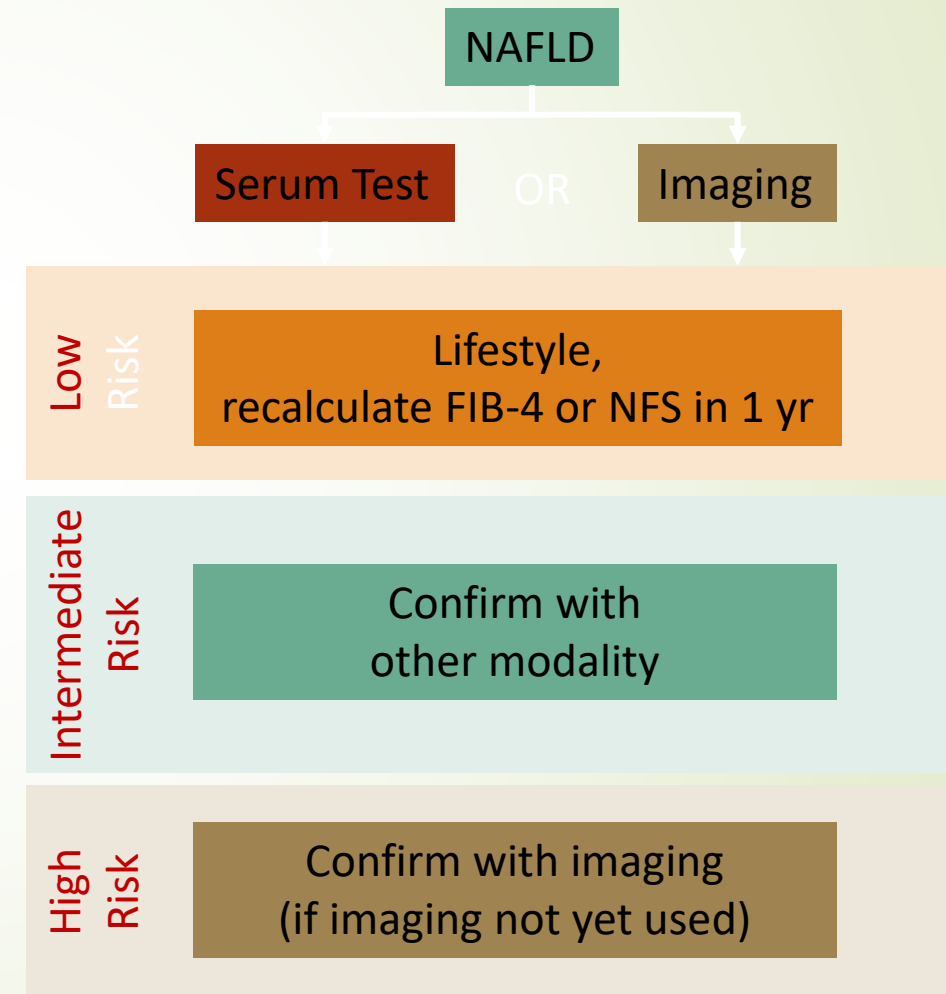 NAFLD
Serum Test
OR
Imaging
Low
Risk
Lifestyle,
recalculate FIB-4 or NFS in 1 yr
Intermediate
Risk
Confirm with
other modality
High
Risk
Confirm with imaging
(if imaging not yet used)